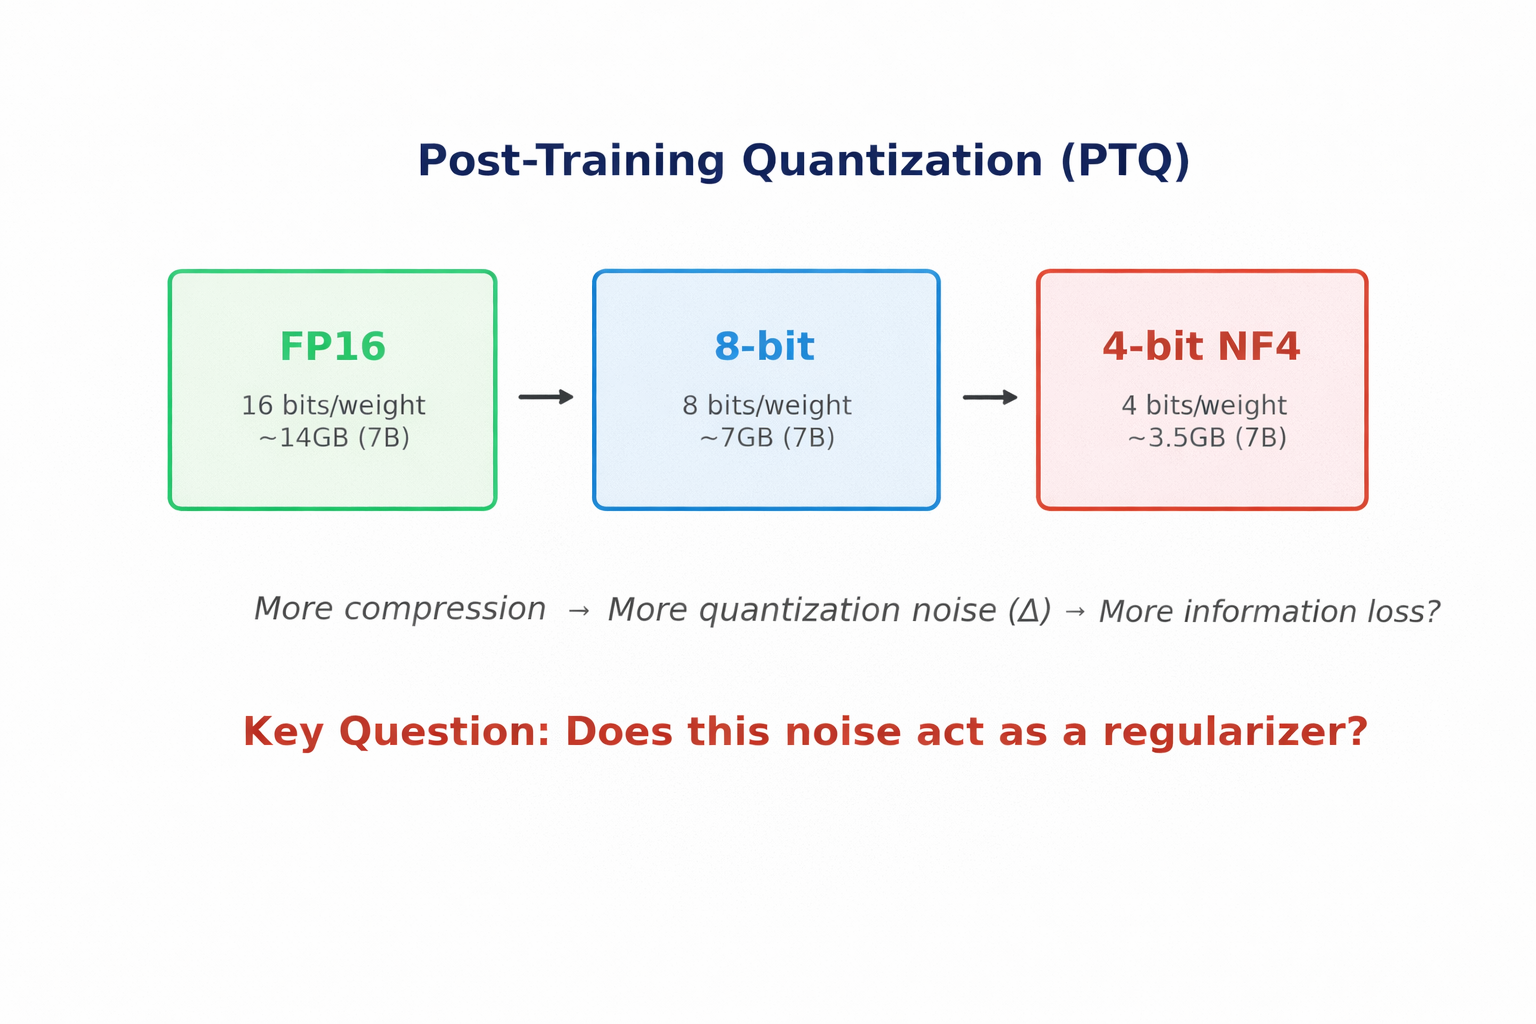 Post-Training Quantization (PTQ)
FP16
16 bits/weight
~14GB (7B)
8-bit
8 bits/weight
~7GB (7B)
4-bit NF4
4 bits/weight
~3.5GB (7B)
More compression → More quantization noise (Δ) → More information loss?
Key Question: Does this noise act as a regularizer?